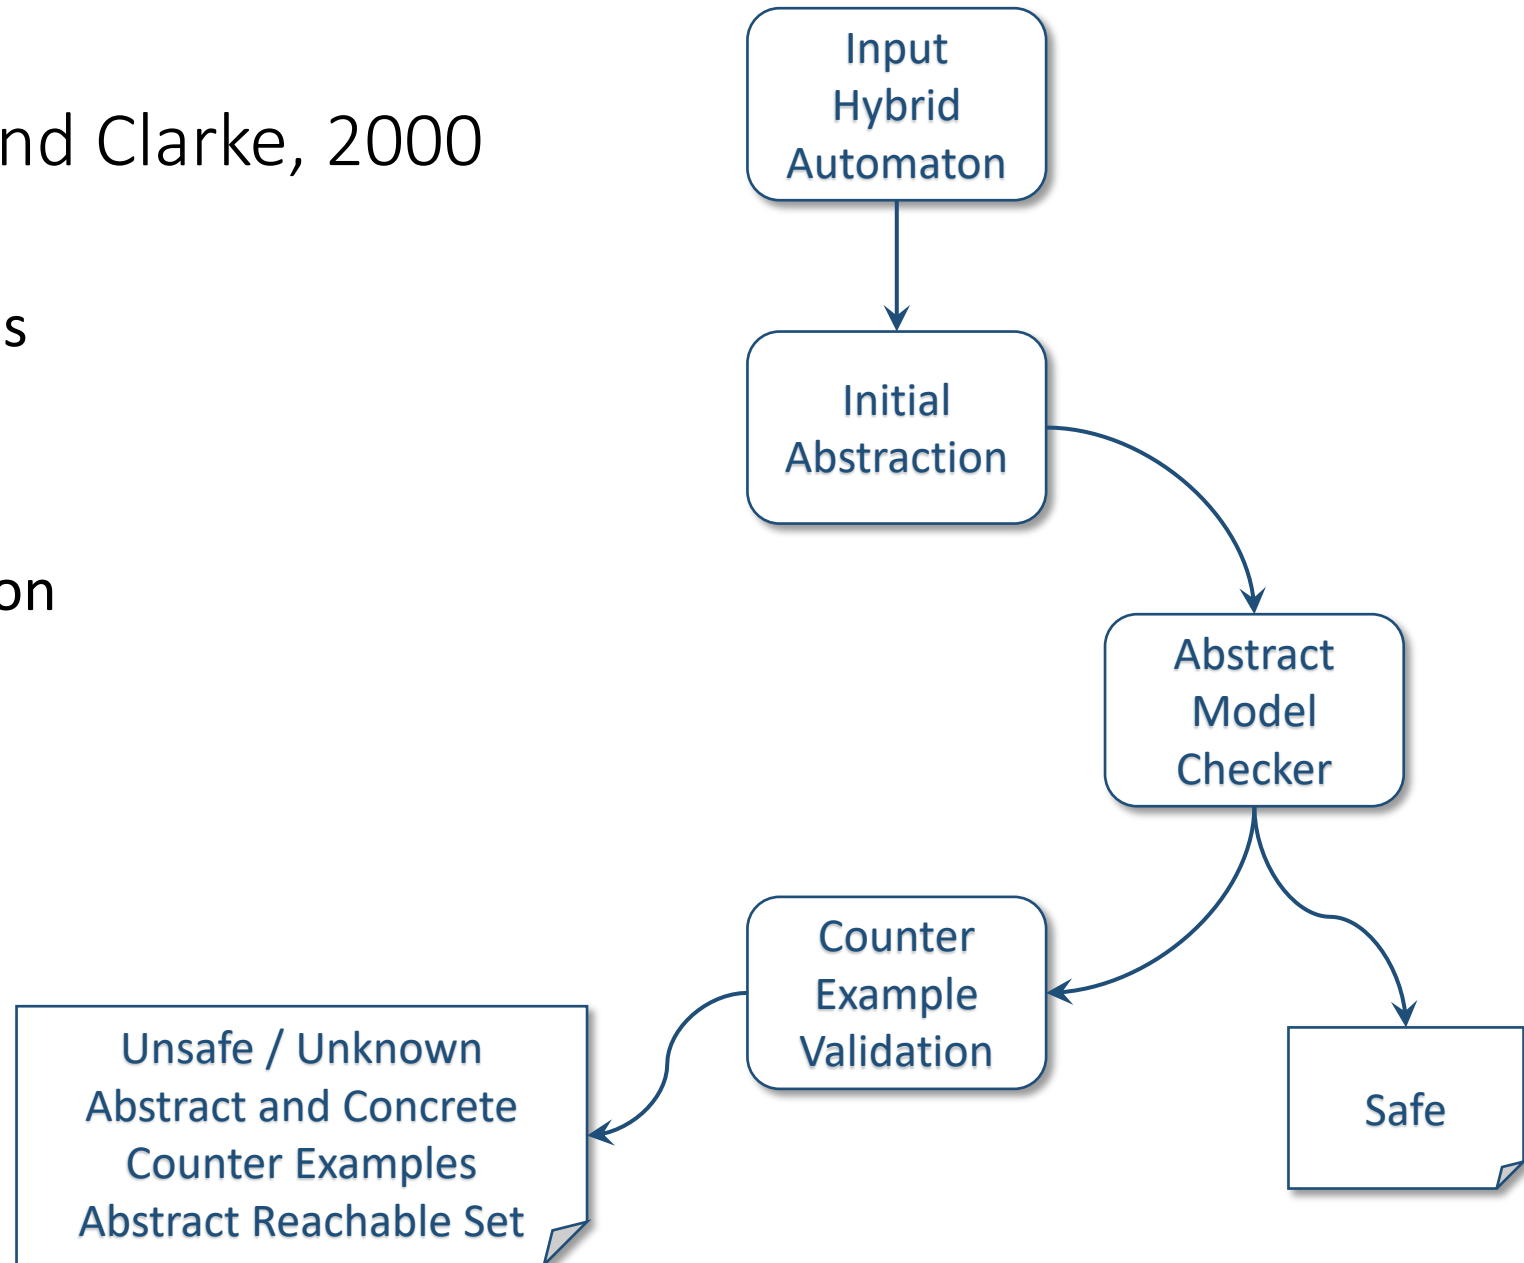 nd Clarke, 2000
s
on
Input
Hybrid
Automaton
Initial
Abstraction
Abstract
Model
Checker
Counter
Example
Validation
Unsafe / Unknown
Abstract and Concrete
Counter Examples
Abstract Reachable Set
Safe